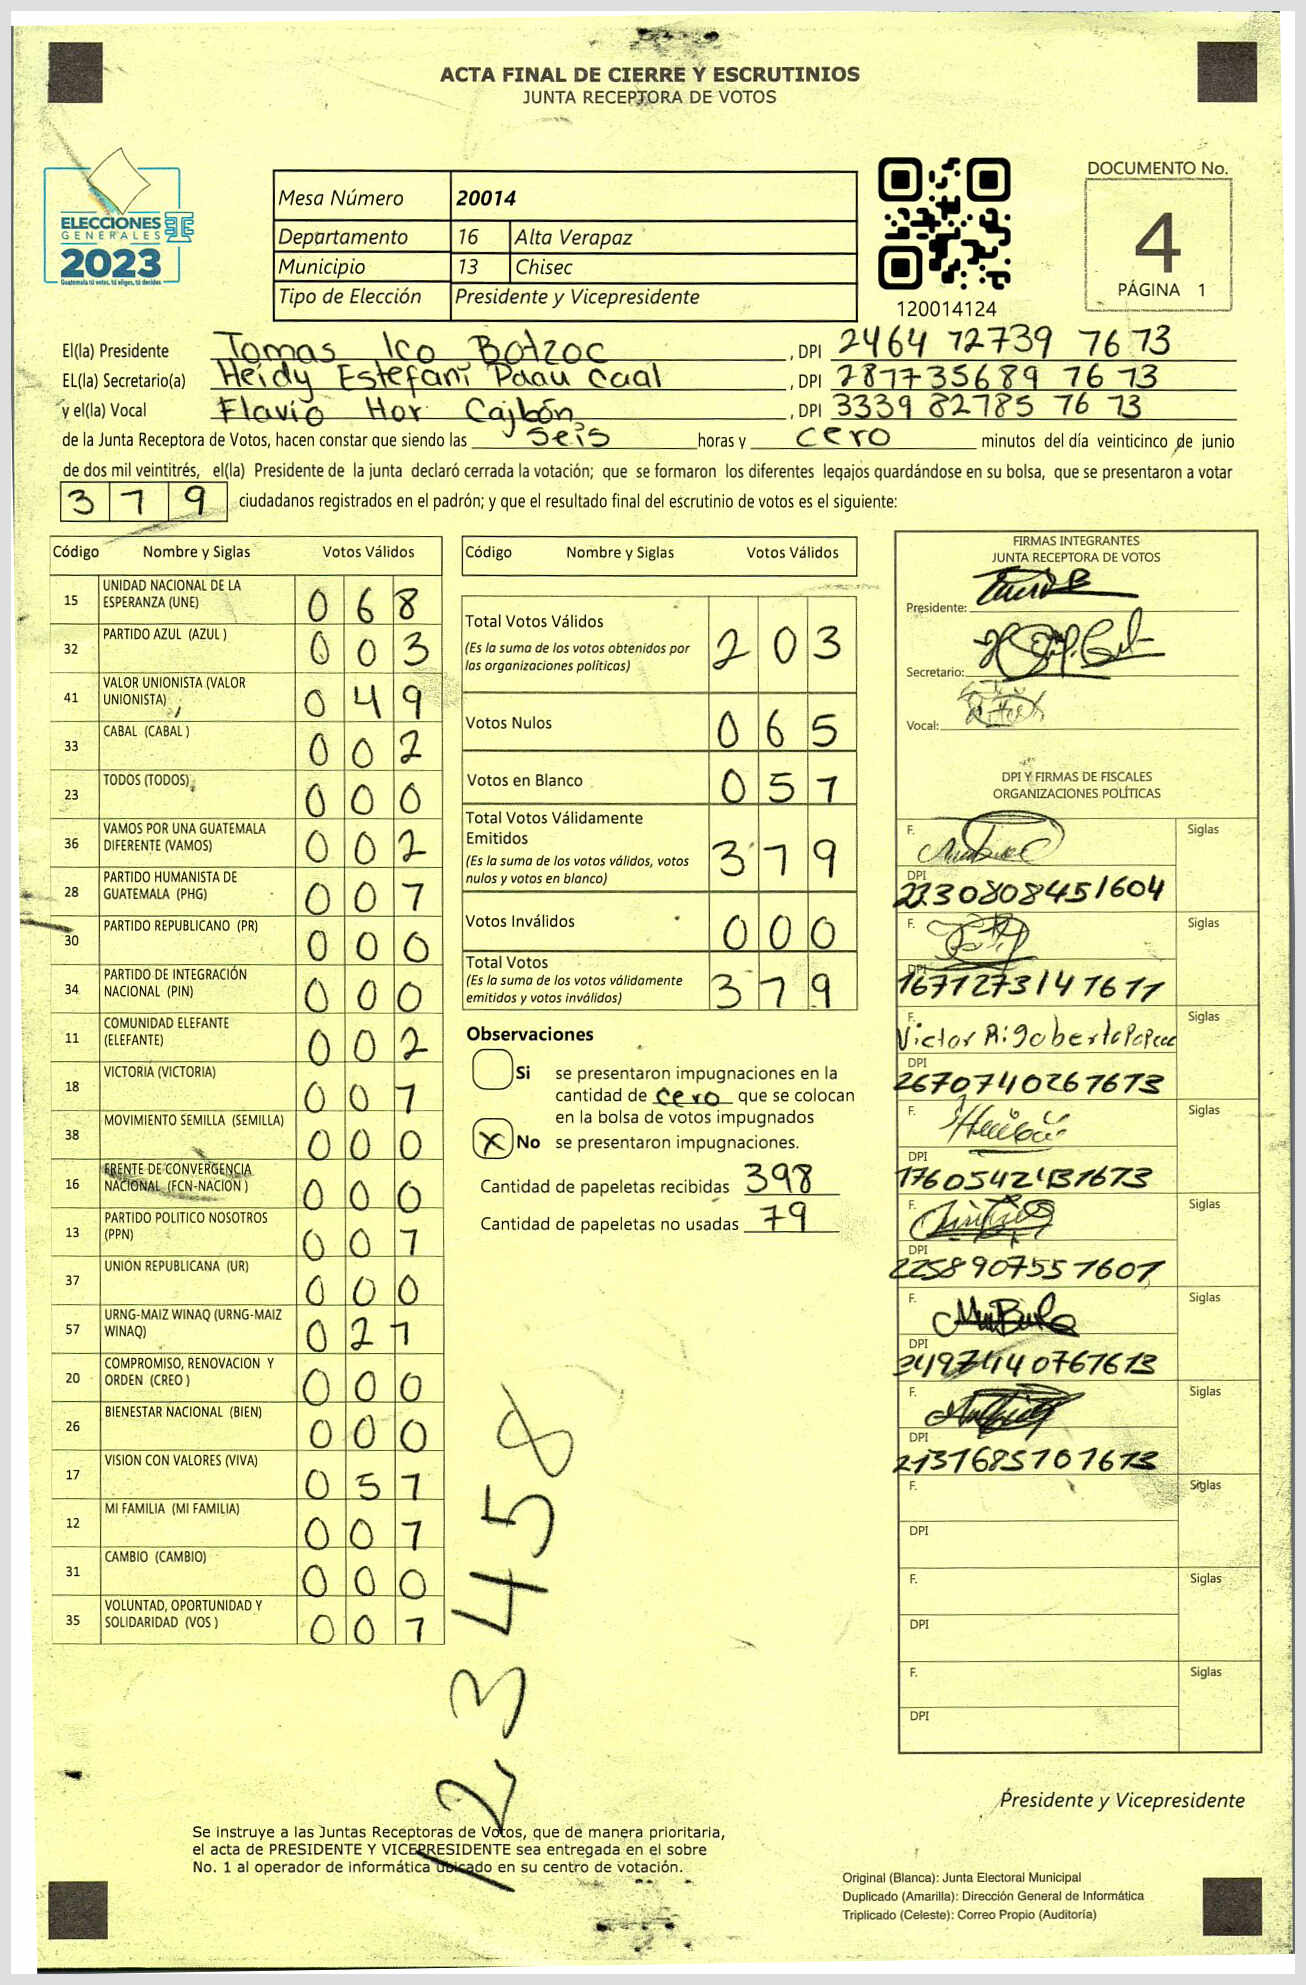 ACTA FINAL DE CIERRE Y ESCRUTINIOS
JUNTA RECEPTORA DE VOTOS
ELECCIONES
GENERALES
2023
Guatemala tú votas, tú eliges, tú decides
Mesa Número 20014
Departamento 16 Alta Verapaz
Municipio 13 Chisec
Tipo de Elección Presidente y Vicepresidente
120014124
DOCUMENTO No.
4
PÁGINA 1
El(la) Presidente Tomas Ico Botzoc , DPI 2464 72739 76 73
EL(la) Secretario(a) Heidy Estefani Paau Caal , DPI 287735689 76 73
y el(la) Vocal Flavio Hor Cajbón , DPI 3339 82785 76 73
de la Junta Receptora de Votos, hacen constar que siendo las seis horas y cero minutos del día veinticinco de junio
de dos mil veintitrés, el(la) Presidente de la junta declaró cerrada la votación; que se formaron los diferentes legajos guardándose en su bolsa, que se presentaron a votar
3 7 9 ciudadanos registrados en el padrón; y que el resultado final del escrutinio de votos es el siguiente:
Código Nombre y Siglas Votos Válidos
15 UNIDAD NACIONAL DE LA ESPERANZA (UNE) 0 6 8
32 PARTIDO AZUL (AZUL ) 0 0 3
41 VALOR UNIONISTA (VALOR UNIONISTA) 0 4 9
33 CABAL (CABAL ) 0 0 2
23 TODOS (TODOS) 0 0 0
36 VAMOS POR UNA GUATEMALA DIFERENTE (VAMOS) 0 0 2
28 PARTIDO HUMANISTA DE GUATEMALA (PHG) 0 0 7
30 PARTIDO REPUBLICANO (PR) 0 0 0
34 PARTIDO DE INTEGRACIÓN NACIONAL (PIN) 0 0 0
11 COMUNIDAD ELEFANTE (ELEFANTE) 0 0 2
18 VICTORIA (VICTORIA) 0 0 7
38 MOVIMIENTO SEMILLA (SEMILLA) 0 0 0
16 FRENTE DE CONVERGENCIA NACIONAL (FCN-NACION ) 0 0 0
13 PARTIDO POLITICO NOSOTROS (PPN) 0 0 7
37 UNION REPUBLICANA (UR) 0 0 0
57 URNG-MAIZ WINAQ (URNG-MAIZ WINAQ) 0 2 7
20 COMPROMISO, RENOVACION Y ORDEN (CREO ) 0 0 0
26 BIENESTAR NACIONAL (BIEN) 0 0 0
17 VISION CON VALORES (VIVA) 0 5 7
12 MI FAMILIA (MI FAMILIA) 0 0 7
31 CAMBIO (CAMBIO) 0 0 0
35 VOLUNTAD, OPORTUNIDAD Y SOLIDARIDAD (VOS ) 0 0 7
Código Nombre y Siglas Votos Válidos
Total Votos Válidos 2 0 3
(Es la suma de los votos obtenidos por
las organizaciones políticas)
Votos Nulos 0 6 5
Votos en Blanco 0 5 7
Total Votos Válidamente
Emitidos 3 7 9
(Es la suma de los votos válidos, votos
nulos y votos en blanco)
Votos Inválidos 0 0 0
Total Votos 3 7 9
(Es la suma de los votos válidamente
emitidos y votos inválidos)
Observaciones
Si se presentaron impugnaciones en la
cantidad de cero que se colocan
en la bolsa de votos impugnados
X No se presentaron impugnaciones.
Cantidad de papeletas recibidas 398
Cantidad de papeletas no usadas 79
123458
FIRMAS INTEGRANTES
JUNTA RECEPTORA DE VOTOS
Presidente:
Secretario:
Vocal:
DPI Y FIRMAS DE FISCALES
ORGANIZACIONES POLÍTICAS
F. Siglas
DPI
F. Siglas
DPI
1671273141611
F. Siglas
Victor Rigoberto
DPI
2670740267673
F. Siglas
DPI
F. Siglas
DPI
2258907557607
F. Siglas
DPI
F. Siglas
DPI
2137685707673
F. Siglas
DPI
F. Siglas
DPI
F. Siglas
DPI
Presidente y Vicepresidente
Se instruye a las Juntas Receptoras de Votos, que de manera prioritaria,
el acta de PRESIDENTE Y VICEPRESIDENTE sea entregada en el sobre
No. 1 al operador de informática ubicado en su centro de votación.
Original (Blanca): Junta Electoral Municipal
Duplicado (Amarilla): Dirección General de Informática
Triplicado (Celeste): Correo Propio (Auditoría)